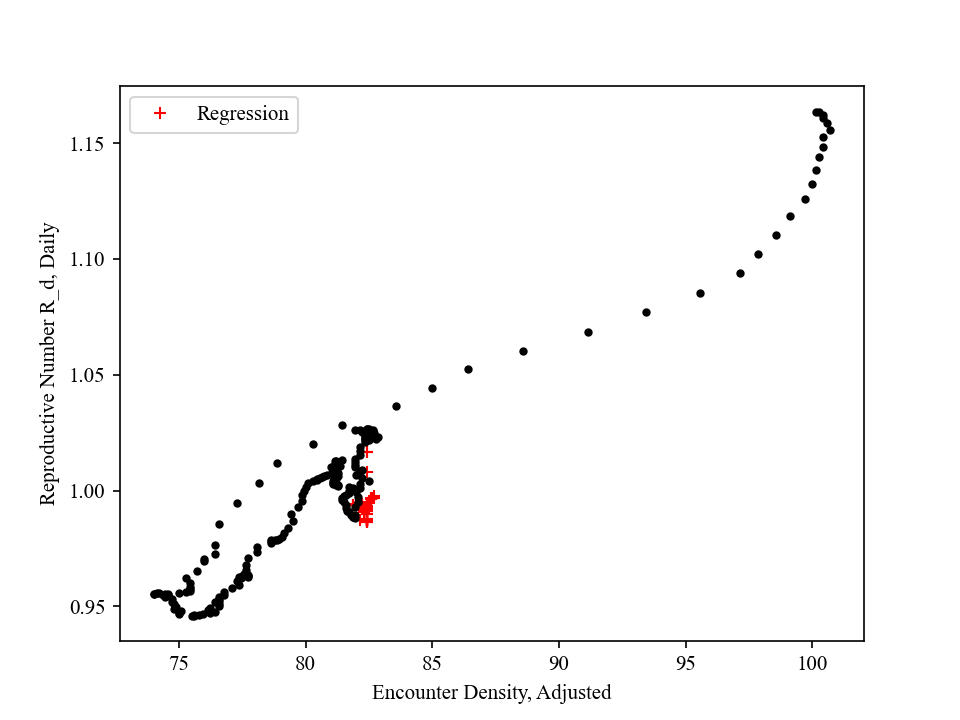 Regression
1.15
1.10
1.05
1.00
0.95
Reproductive Number R_d, Daily
75 80 85 90 95 100
Encounter Density, Adjusted